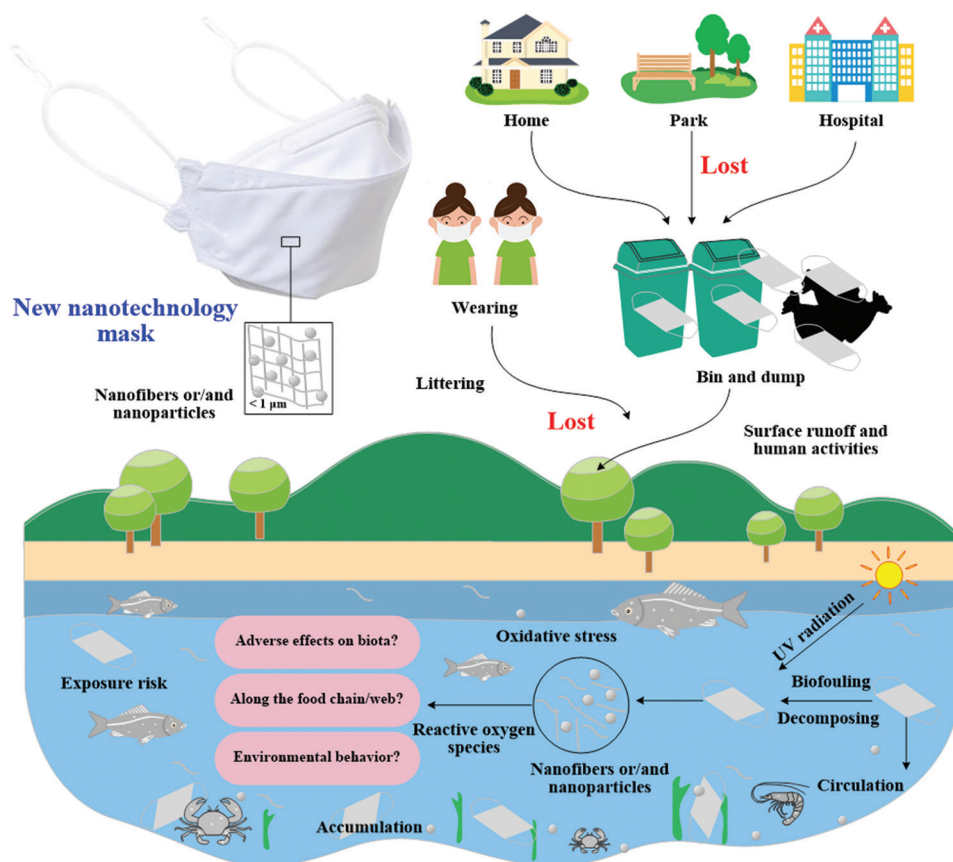 Home
Park
Hospital
Lost
New nanotechnology
mask
Wearing
Nanofibers or/and
nanoparticles
< 1 μm
Littering
Lost
Bin and dump
Surface runoff and
human activities
UV radiation
Adverse effects on biota?
Oxidative stress
Exposure risk
Along the food chain/web?
Biofouling
Decomposing
Reactive oxygen
species
Environmental behavior?
Nanofibers or/and
nanoparticles
Circulation
Accumulation